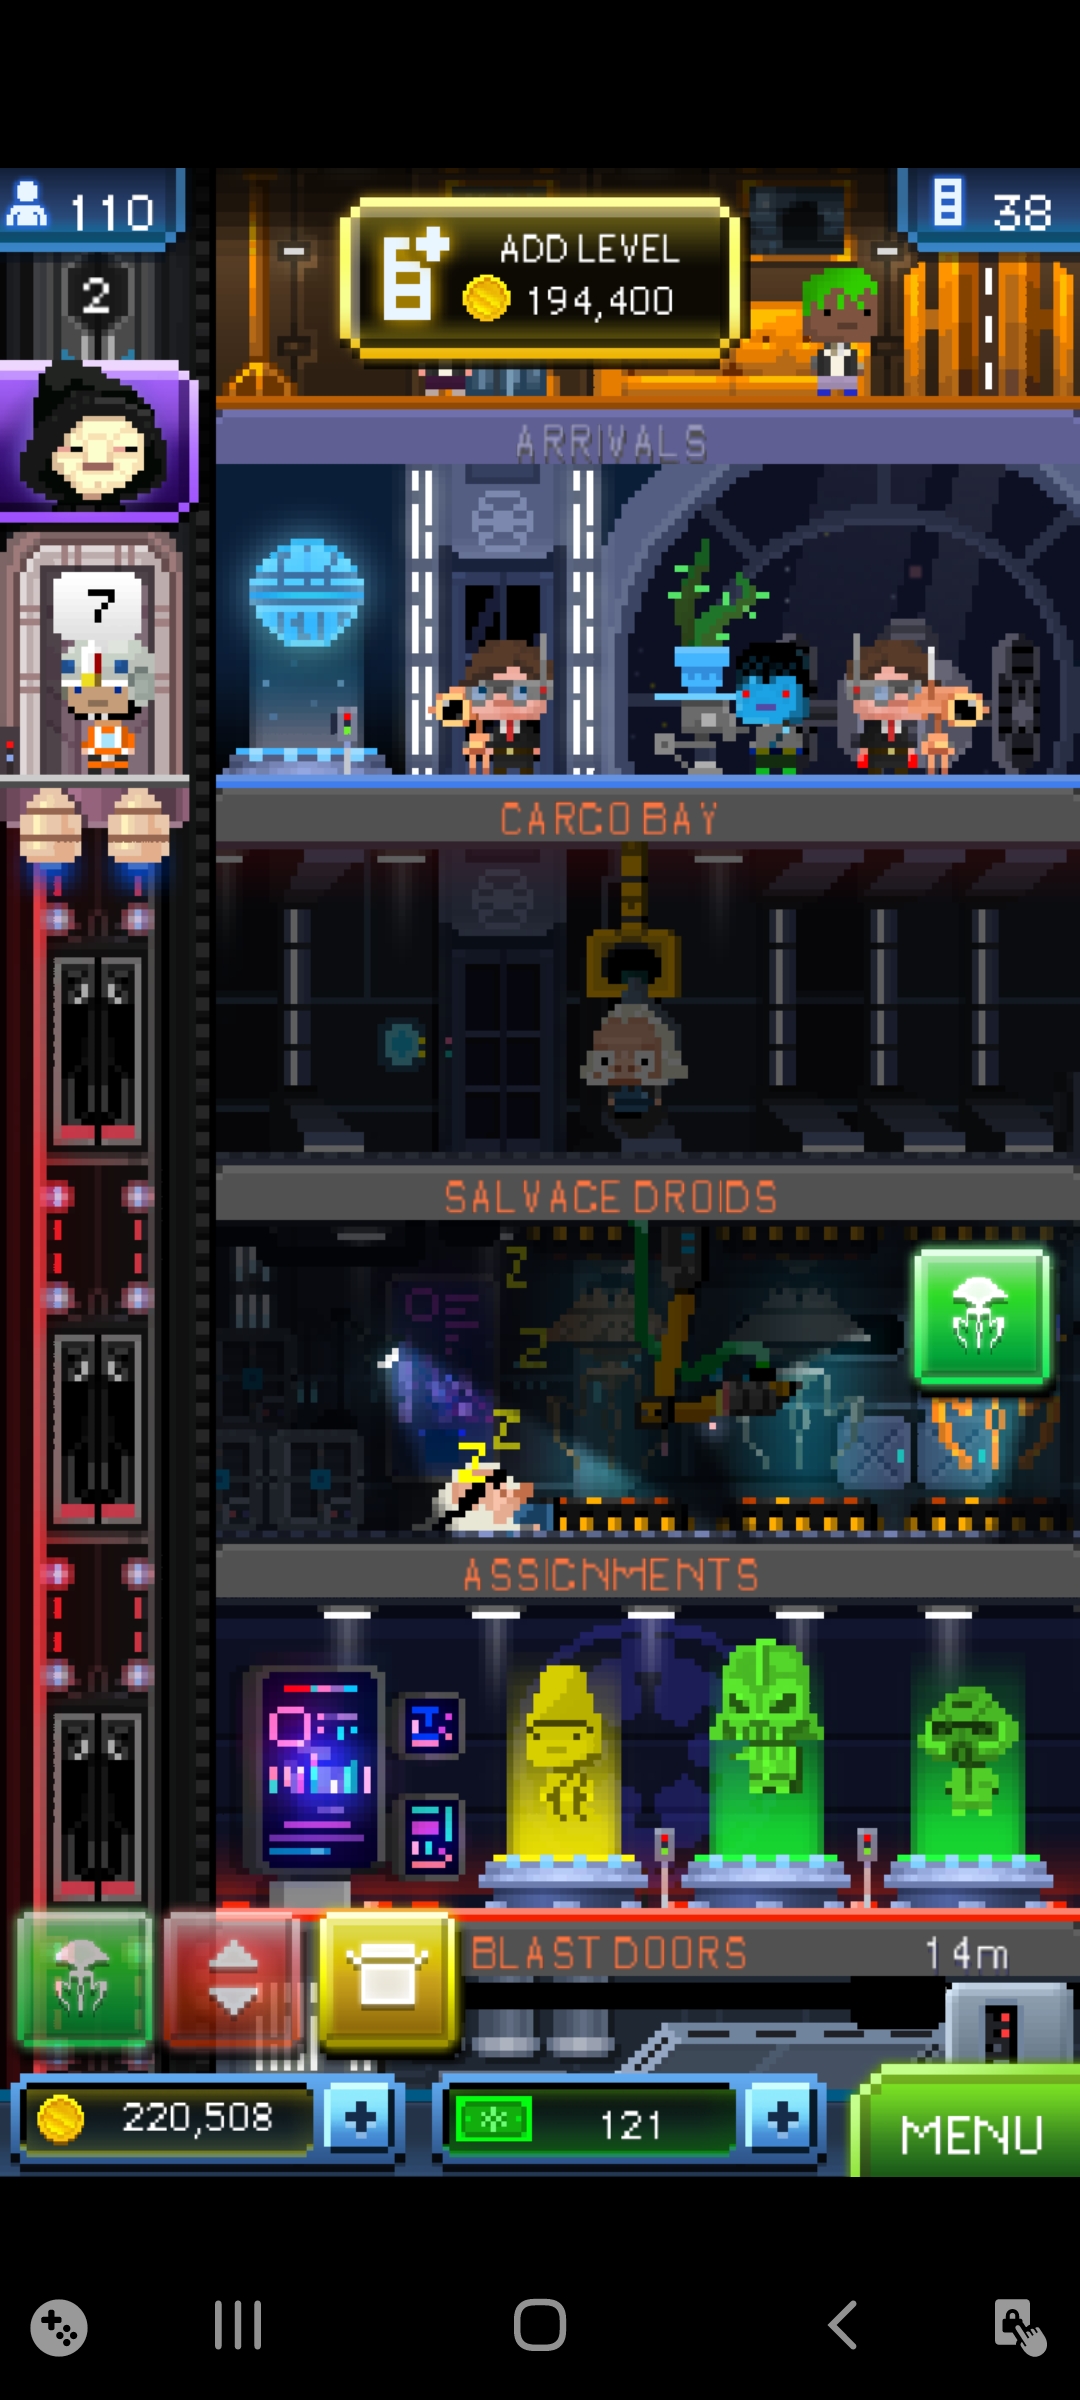 110
ADD LEVEL
194,400
38
2
ARRIVALS
7
CARGO BAY
SALVAGE DROIDS
Z
Z
Z
Z
ASSIGNMENTS
BLAST DOORS
14m
220,508
+
121
+
MENU